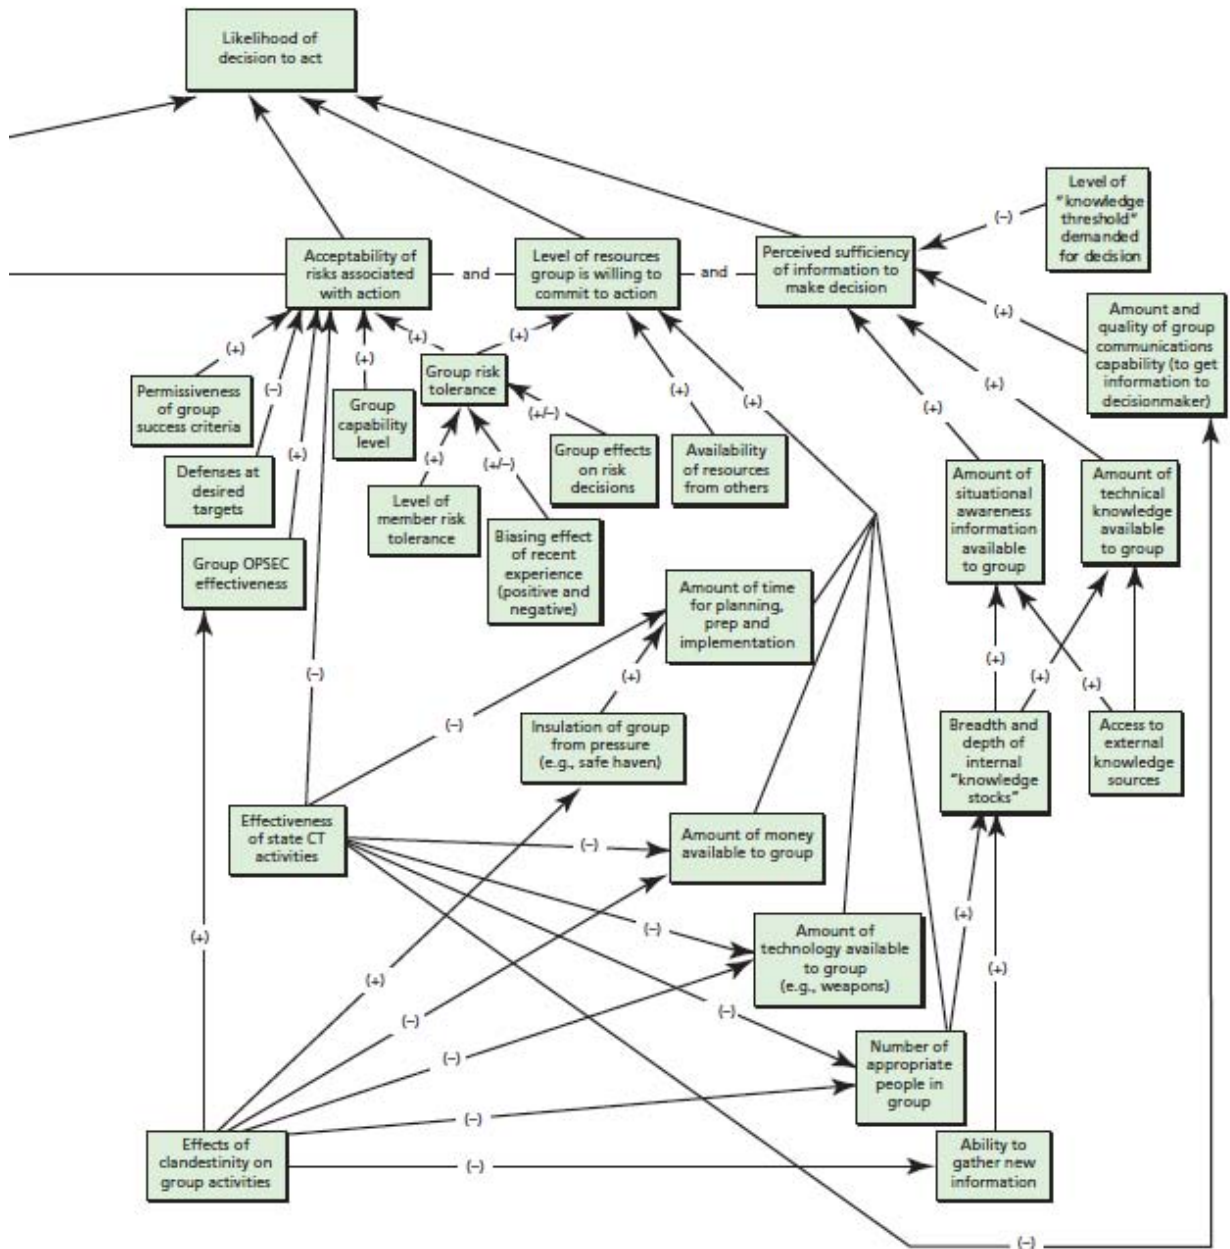 Likelihood of
decision to act
Level of
“knowledge
threshold”
demanded
for decision
(–)
Acceptability of
risks associated
with action
and
Level of resources
group is willing to
commit to action
and
Perceived sufficiency
of information to
make decision
Amount and
quality of group
communications
capability (to get
information to
decisionmaker)
(+)
(+)
(–)
(+)
(+)
(+)
(+)
(+)
(+)
(+)
(+)
Permissiveness
of group
success criteria
Group
capability
level
Group risk
tolerance
(+)
(+/–)
(+/–)
Defenses at
desired
targets
Level of
member risk
tolerance
Group effects
on risk
decisions
Availability
of resources
from others
Amount of
situational
awareness
information
available
to group
Amount of
technical
knowledge
available
to group
Group OPSEC
effectiveness
Biasing effect
of recent
experience
(positive and
negative)
Amount of time
for planning,
prep and
implementation
(–)
(–)
(+)
(+)
(+)
(+)
Insulation of group
from pressure
(e.g., safe haven)
Breadth and
depth of
internal
“knowledge
stocks”
Access to
external
knowledge
sources
Effectiveness
of state CT
activities
(–)
Amount of money
available to group
(+)
(+)
(–)
(+)
(+)
Amount of
technology available
to group
(e.g., weapons)
(–)
(–)
(–)
Number of
appropriate
people in
group
(–)
Effects of
clandestinity on
group activities
(–)
Ability to
gather new
information
(–)